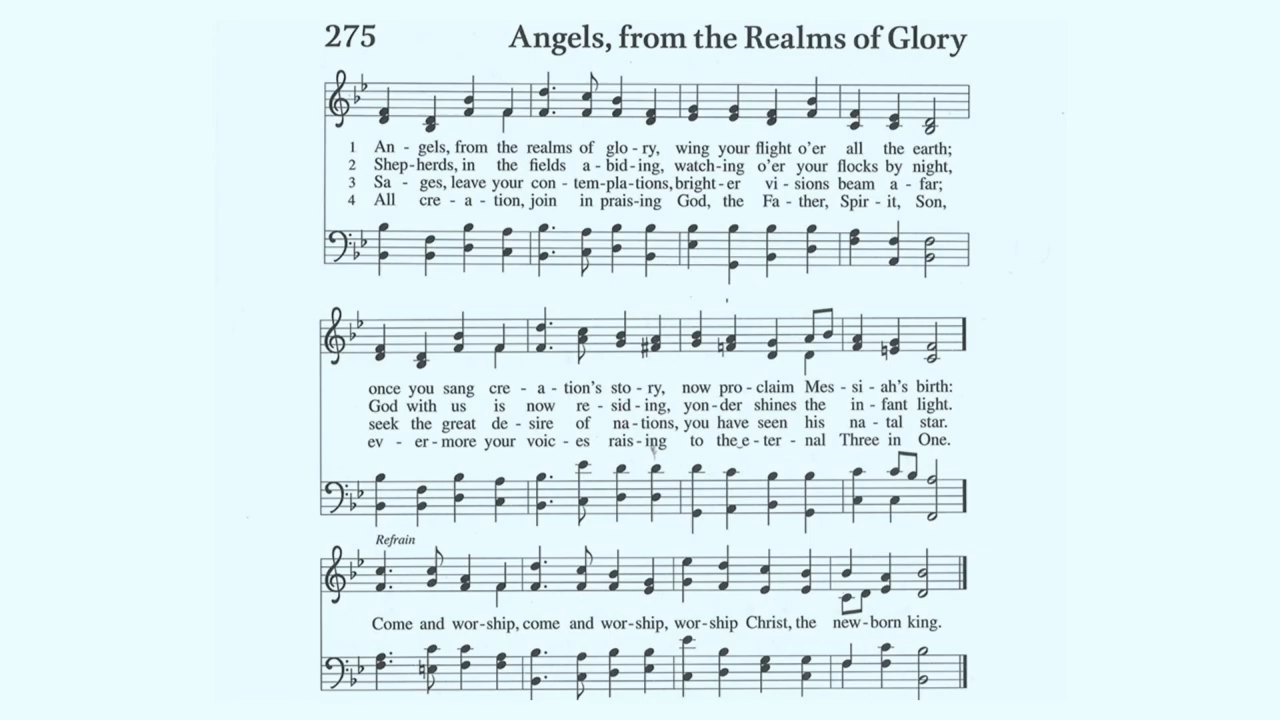 275 Angels, from the Realms of Glory
1 An - gels, from the realms of glo - ry, wing your flight o'er all the earth;
2 Shep-herds, in the fields a - bid - ing, watch-ing o'er your flocks by night,
3 Sa - ges, leave your con - tem-pla-tions, bright-er vi - sions beam a - far;
4 All cre - a - tion, join in prais-ing God, the Fa - ther, Spir - it, Son,
once you sang cre - a - tion's sto - ry, now pro - claim Mes - si - ah's birth:
God with us is now re - sid - ing, yon - der shines the in - fant light.
seek the great de - sire of na - tions, you have seen his na - tal star.
ev - er - more your voic - es rais - ing to the e - ter - nal Three in One.
Refrain
Come and wor-ship, come and wor-ship, wor-ship Christ, the new-born king.